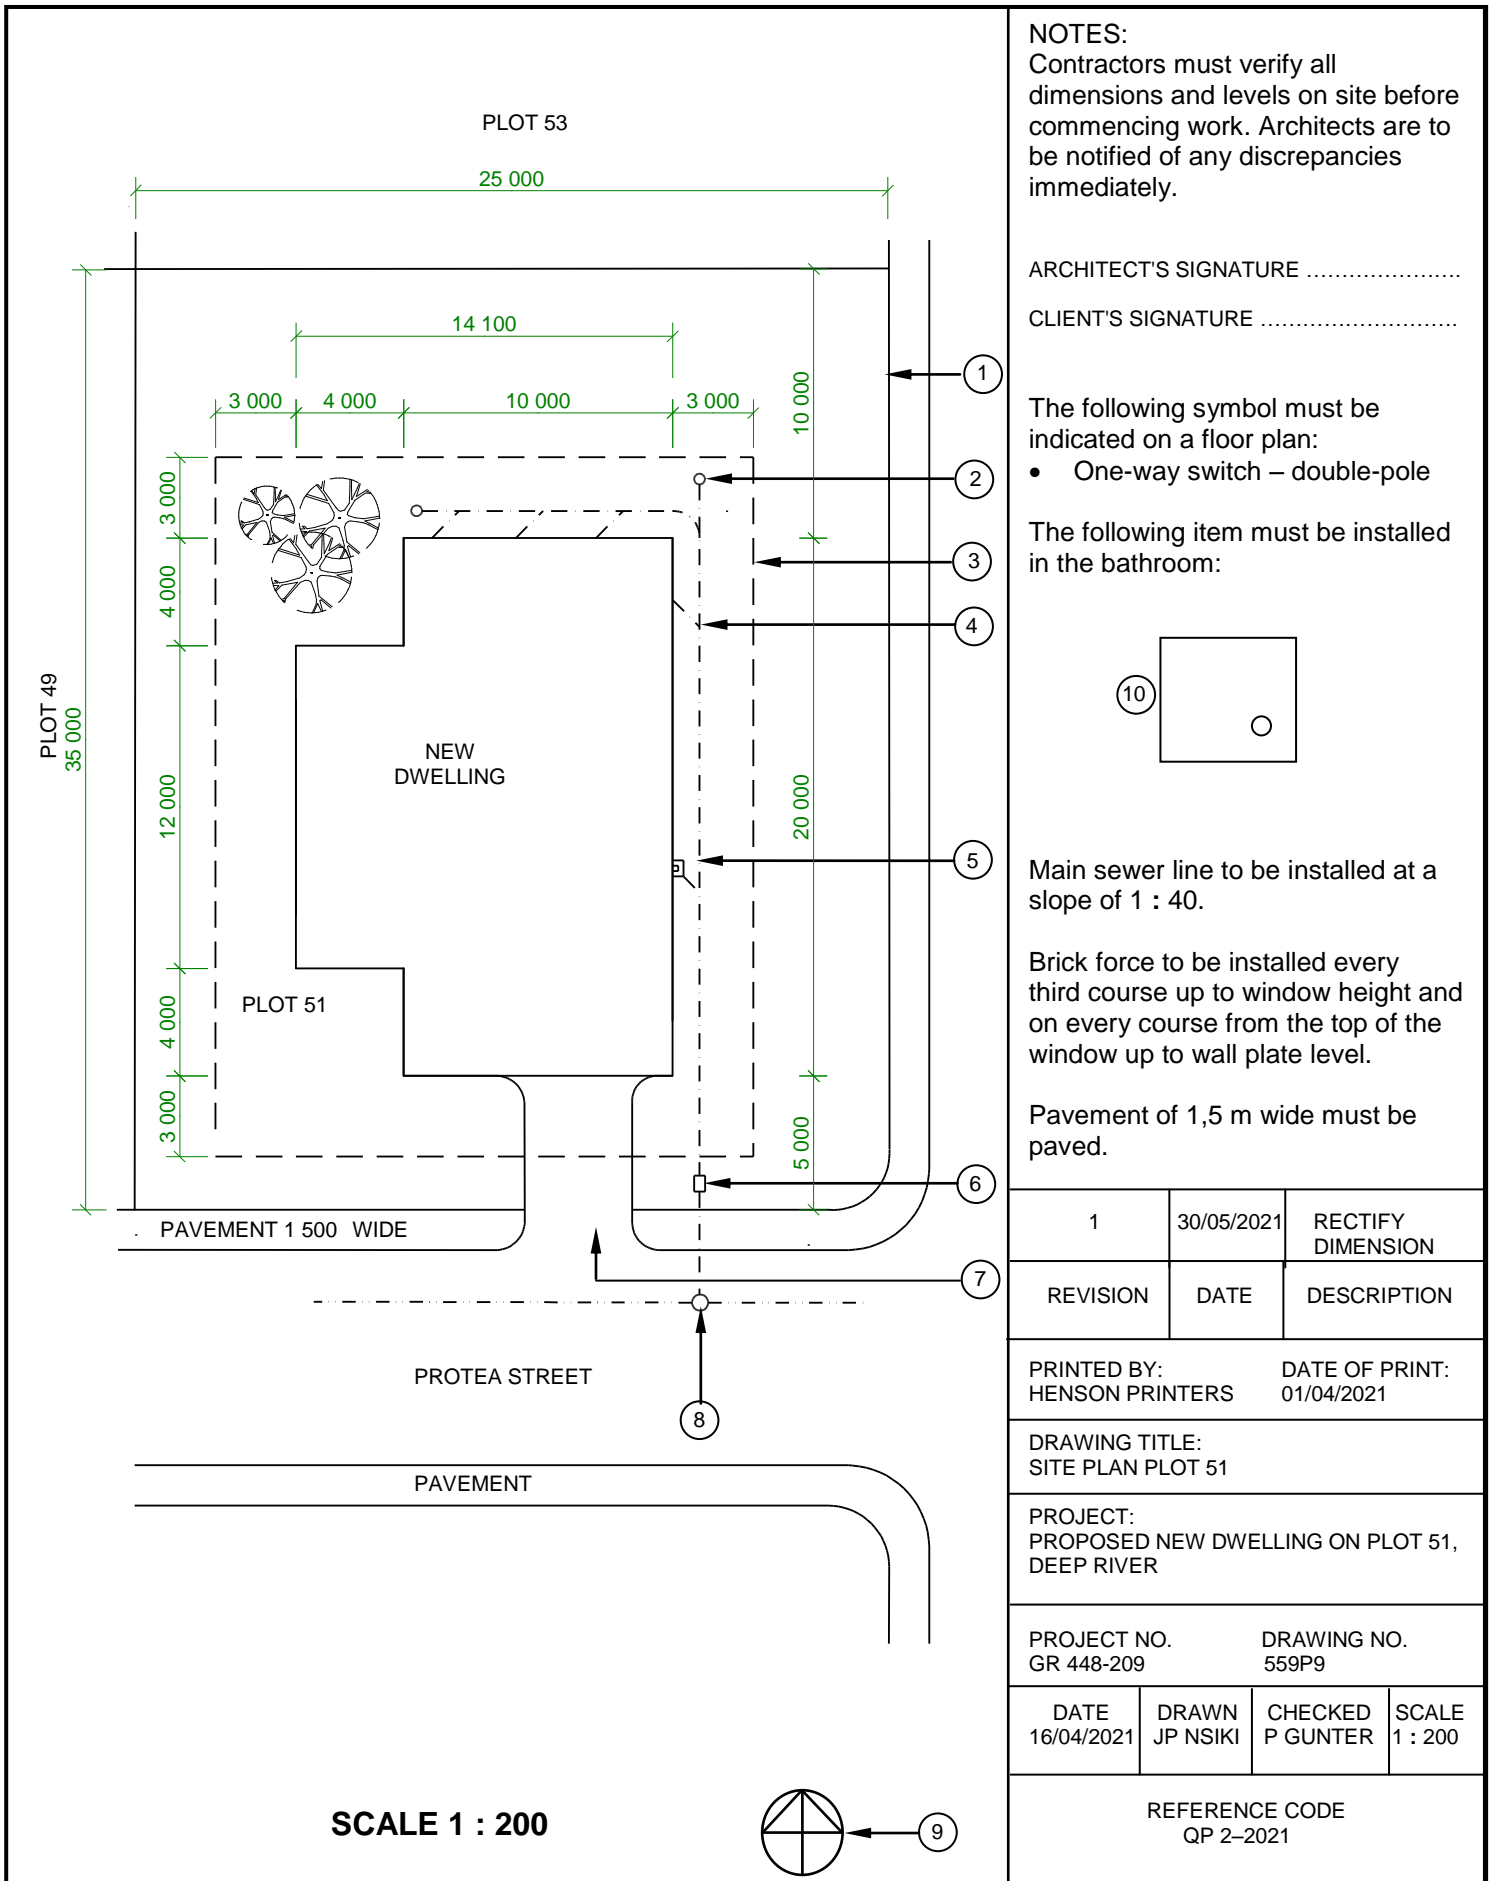 PLOT 53
25 000
14 100
3 000
4 000
10 000
3 000
10 000
3 000
4 000
12 000
4 000
3 000
PLOT 49
35 000
20 000
5 000
NEW
DWELLING
PLOT 51
PAVEMENT 1 500 WIDE
PROTEA STREET
PAVEMENT
SCALE 1 : 200
1
2
3
4
5
6
7
8
9
NOTES:
Contractors must verify all
dimensions and levels on site before
commencing work. Architects are to
be notified of any discrepancies
immediately.
ARCHITECT'S SIGNATURE ......................
CLIENT'S SIGNATURE ............................
The following symbol must be
indicated on a floor plan:
• One-way switch – double-pole
The following item must be installed
in the bathroom:
10
Main sewer line to be installed at a
slope of 1 : 40.
Brick force to be installed every
third course up to window height and
on every course from the top of the
window up to wall plate level.
Pavement of 1,5 m wide must be
paved.
1 30/05/2021 RECTIFY
DIMENSION
REVISION DATE DESCRIPTION
PRINTED BY: DATE OF PRINT:
HENSON PRINTERS 01/04/2021
DRAWING TITLE:
SITE PLAN PLOT 51
PROJECT:
PROPOSED NEW DWELLING ON PLOT 51,
DEEP RIVER
PROJECT NO. DRAWING NO.
GR 448-209 559P9
DATE DRAWN CHECKED SCALE
16/04/2021 JP NSIKI P GUNTER 1 : 200
REFERENCE CODE
QP 2–2021